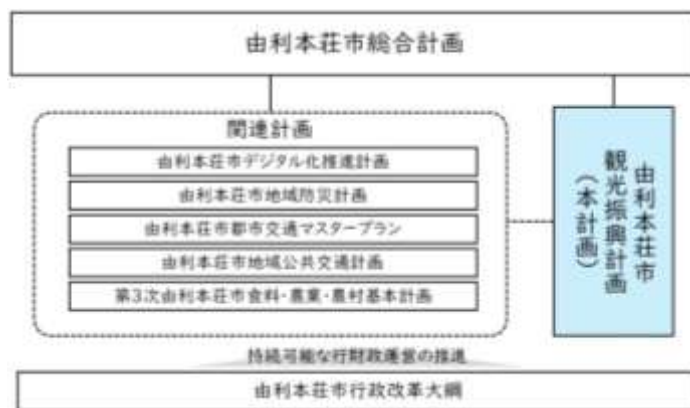 由利本荘市総合計画
関連計画
由利本荘市デジタル化推進計画
由利本荘市地域防災計画
由利本荘市都市交通マスタープラン
由利本荘市地域公共交通計画
第3次由利本荘市食料・農業・農村基本計画
由利本荘市
観光振興計画
(本計画)
持続可能な行財政運営の推進
由利本荘市行政改革大綱